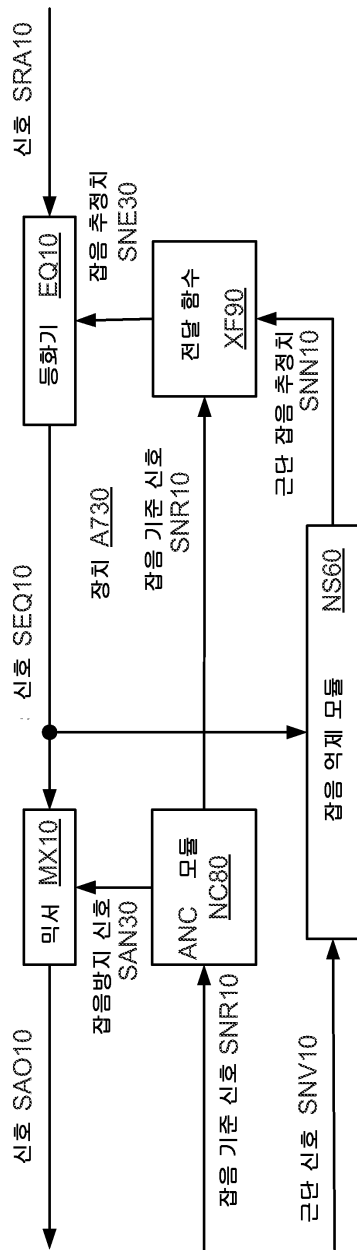 신호 SAO10
믹서 MX10
신호 SEQ10
등화기 EQ10
신호 SRA10
잡음방지 신호
SAN30
장치 A730
잡음 추정치
SNE30
잡음 기준 신호 SNR10
ANC 모듈
NC80
잡음 기준 신호
SNR10
전달 함수
XF90
근단 신호 SNV10
잡음 억제 모듈 NS60
근단 잡음 추정치
SNN10